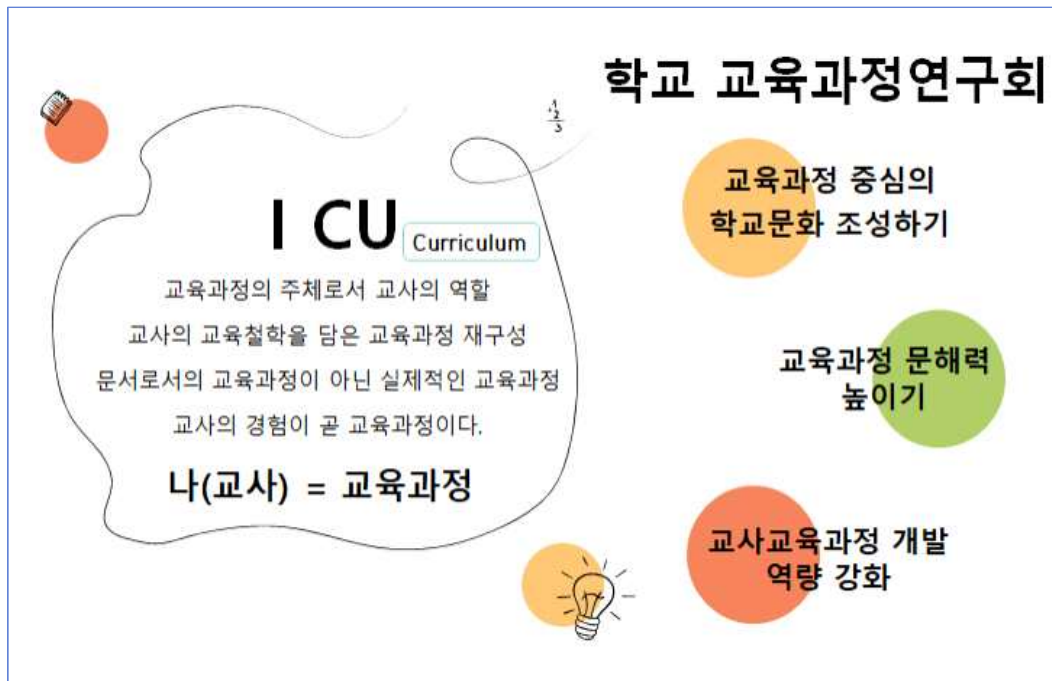 학교 교육과정연구회
I CU
Curriculum
교육과정의 주체로서 교사의 역할
교사의 교육철학을 담은 교육과정 재구성
문서로서의 교육과정이 아닌 실제적인 교육과정
교사의 경험이 곧 교육과정이다.
나(교사) = 교육과정
교육과정 중심의
학교문화 조성하기
교육과정 문해력
높이기
교사교육과정 개발
역량 강화